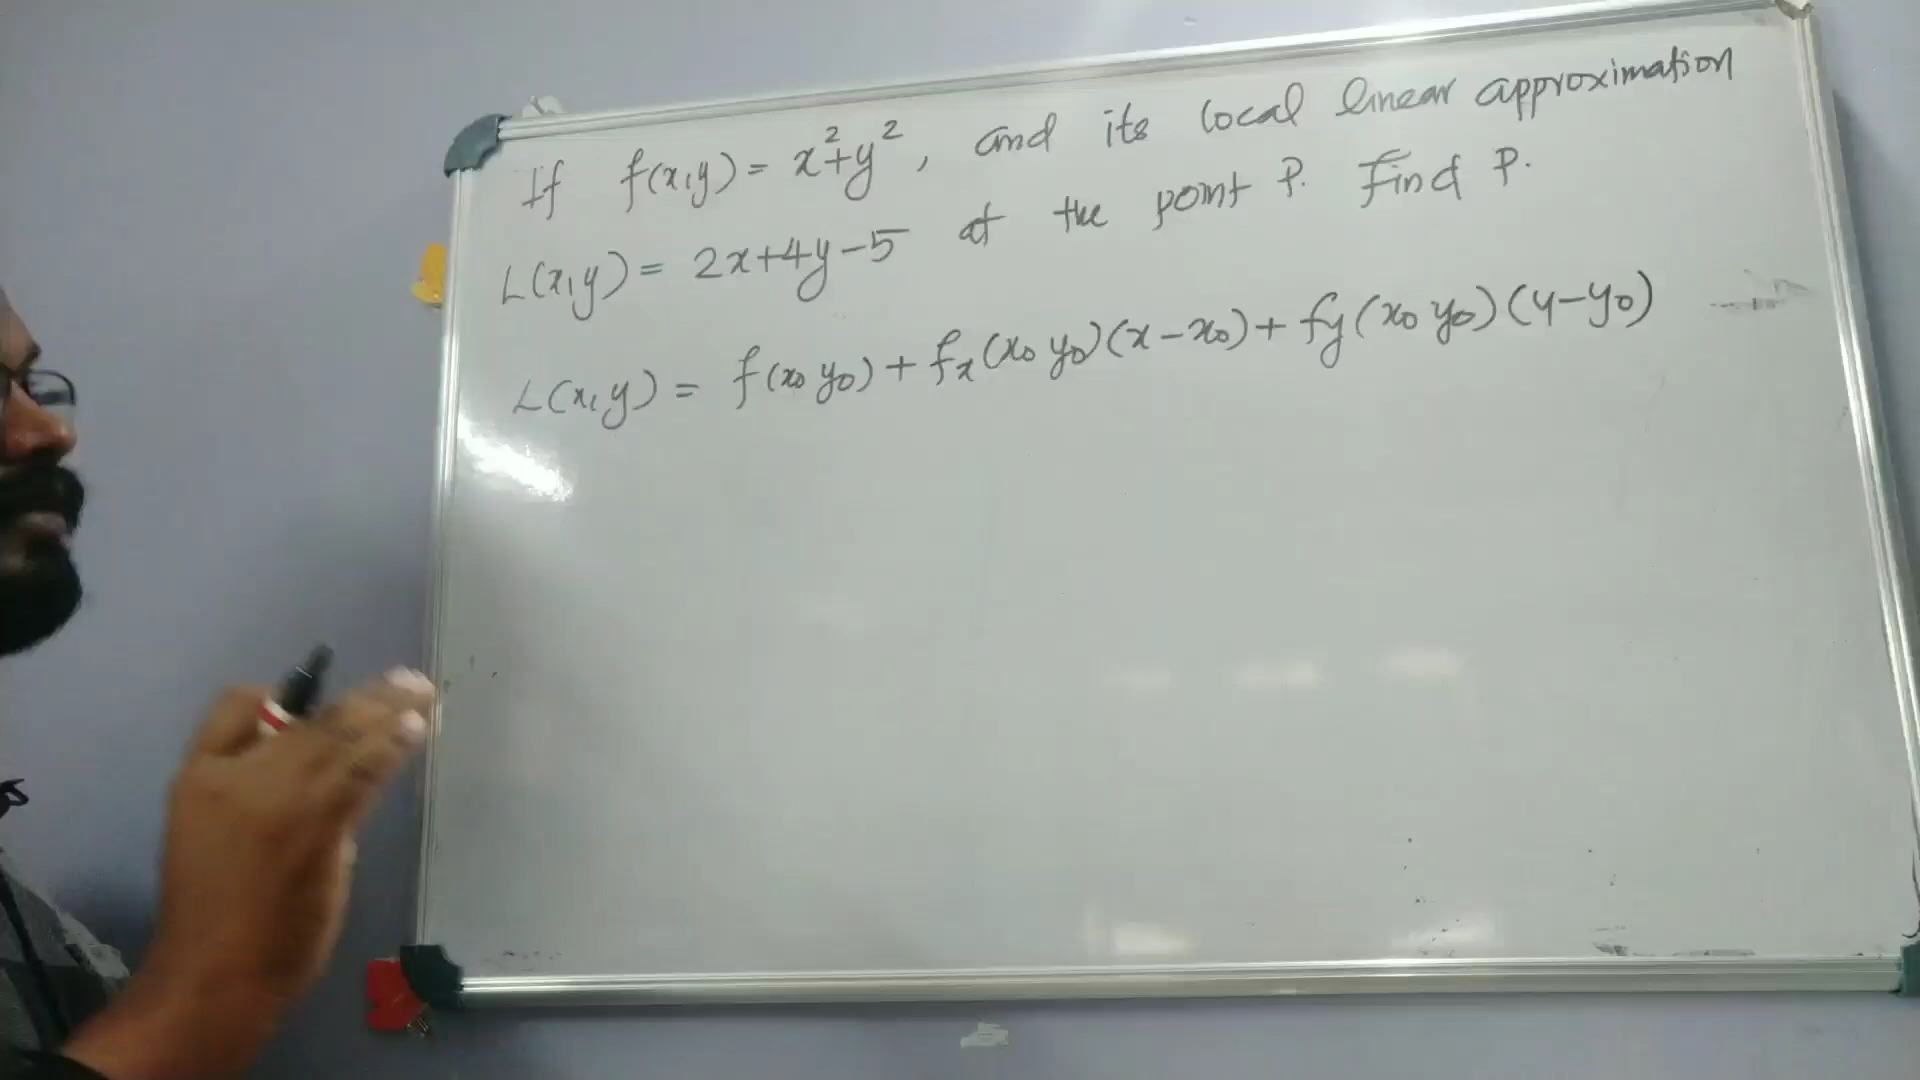 If f(x,y) = x²+y², and its local linear approximation
L(x,y) = 2x+4y-5 at the point P. Find P.
L(x,y) = f(x₀ y₀) + fₓ(x₀ y₀)(x-x₀) + fy(x₀ y₀)(y-y₀)